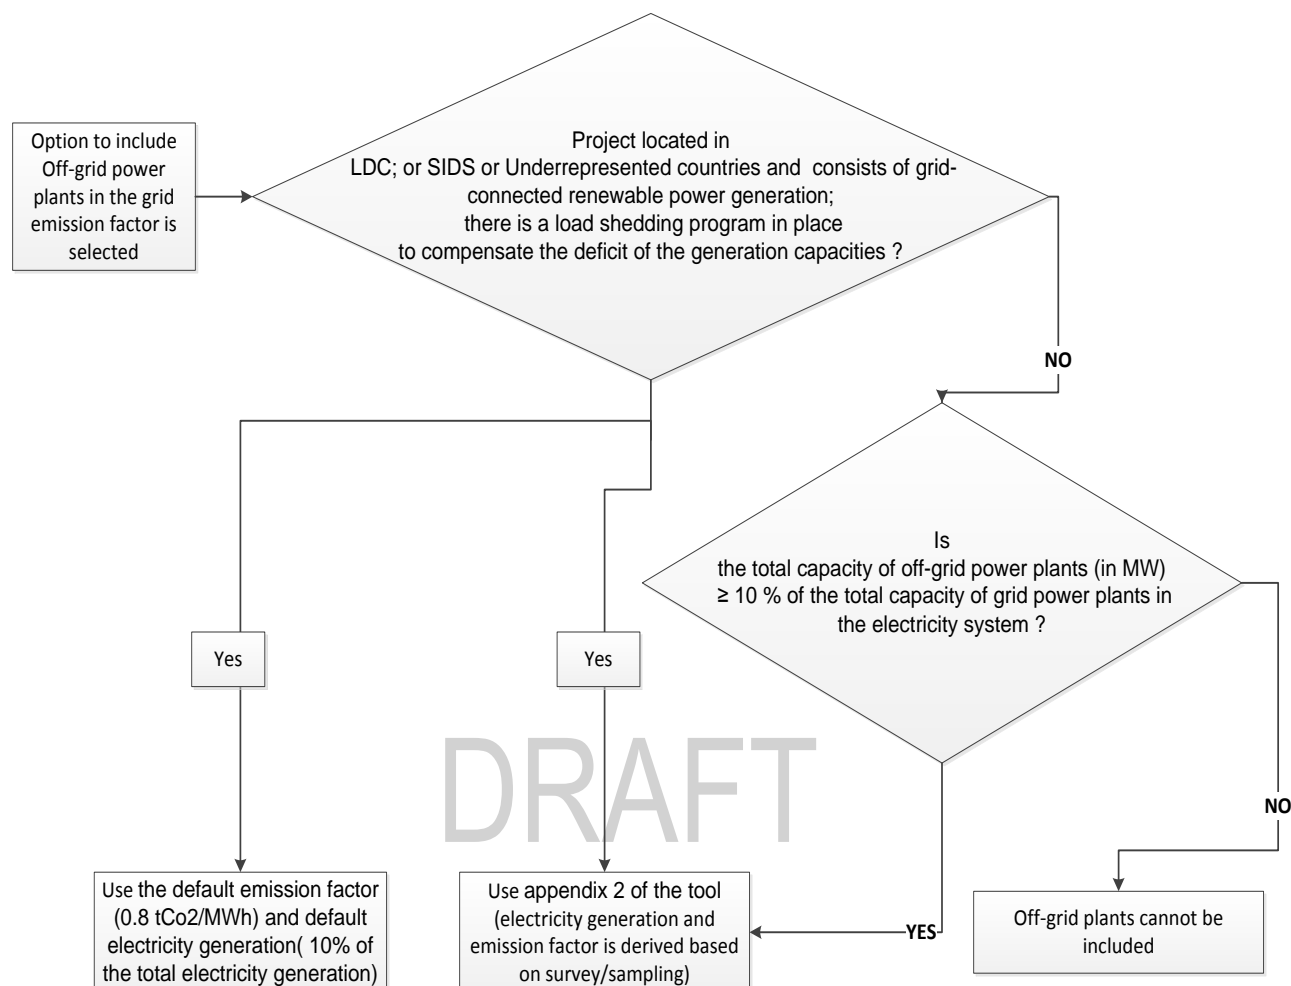 Option to include
Off-grid power
plants in the grid
emission factor is
selected
Project located in
LDC; or SIDS or Underrepresented countries and consists of grid-
connected renewable power generation;
there is a load shedding program in place
to compensate the deficit of the generation capacities ?
NO
Is
the total capacity of off-grid power plants (in MW)
≥ 10 % of the total capacity of grid power plants in
the electricity system ?
Yes
Yes
DRAFT
NO
Use the default emission factor
(0.8 tCo2/MWh) and default
electricity generation( 10% of
the total electricity generation)
Use appendix 2 of the tool
(electricity generation and
emission factor is derived based
on survey/sampling)
YES
Off-grid plants cannot be
included